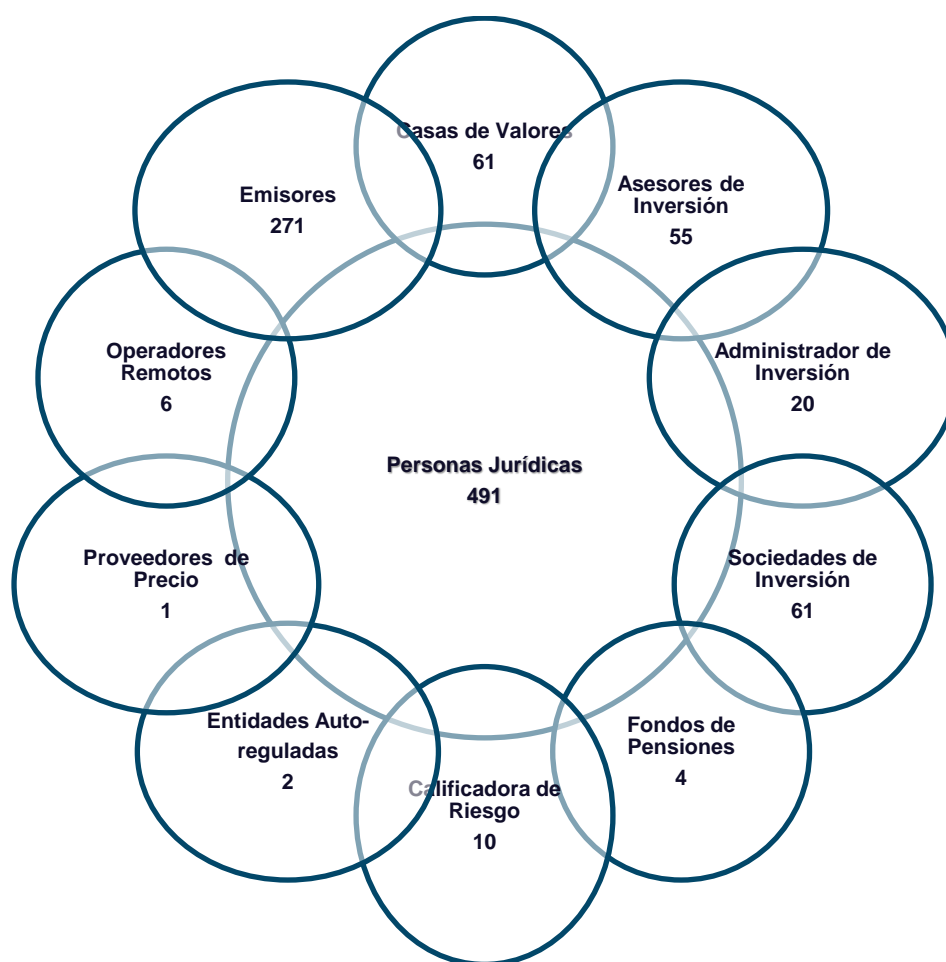 Casas de Valores
61
Asesores de
Inversión
55
Administrador de
Inversión
20
Sociedades de
Inversión
61
Fondos de
Pensiones
4
Calificadora de
Riesgo
10
Entidades Auto-
reguladas
2
Proveedores de
Precio
1
Operadores
Remotos
6
Emisores
271
Personas Jurídicas
491